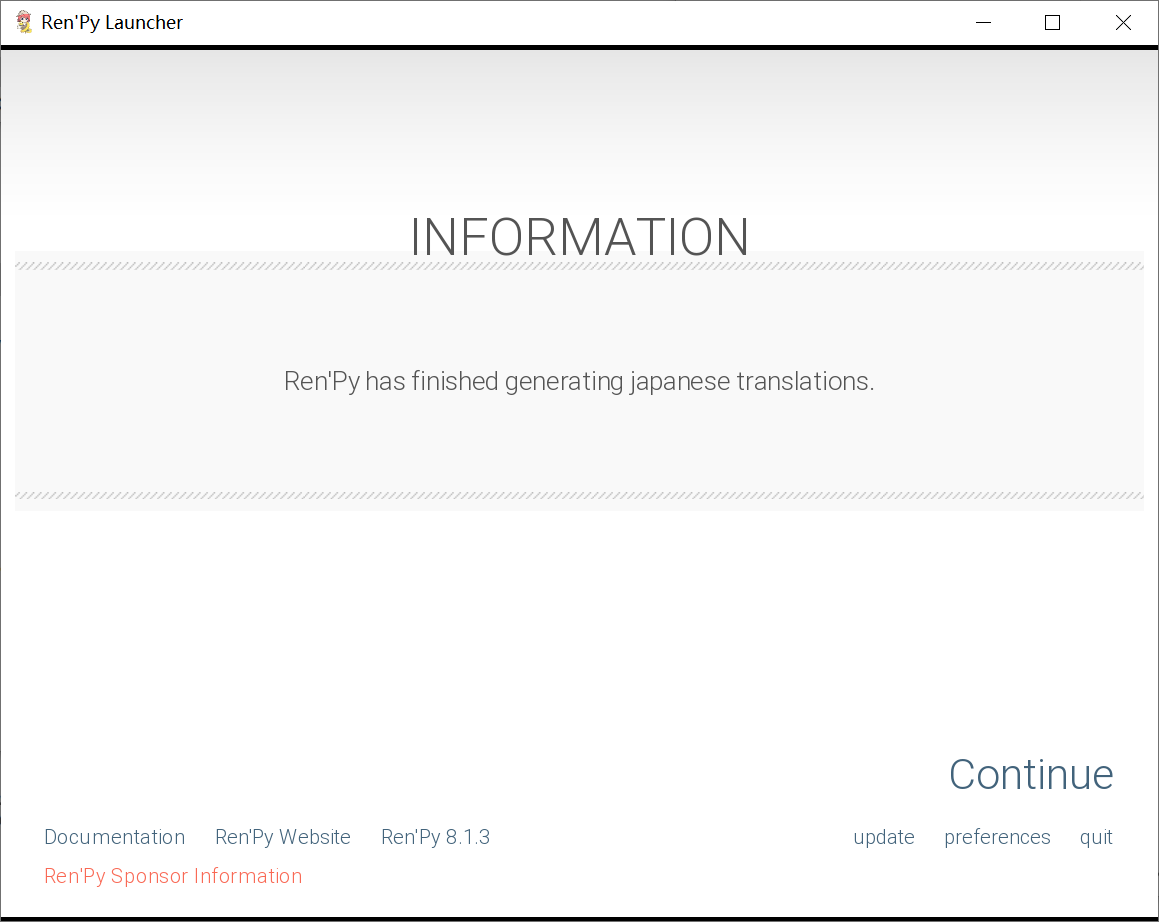 Ren'Py Launcher
INFORMATION
Ren'Py has finished generating japanese translations.
Continue
Documentation Ren'Py Website Ren'Py 8.1.3 update preferences quit
Ren'Py Sponsor Information